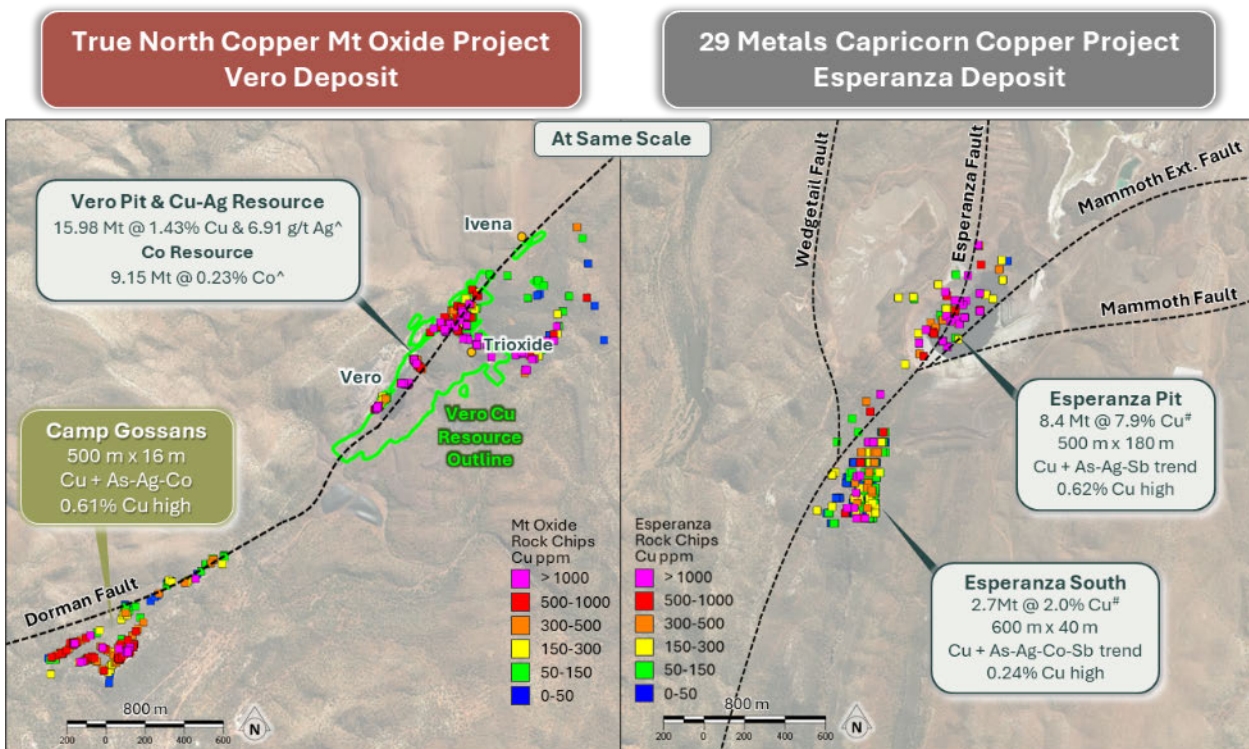 True North Copper Mt Oxide Project
Vero Deposit
29 Metals Capricorn Copper Project
Esperanza Deposit
At Same Scale
Vero Pit & Cu-Ag Resource
15.98 Mt @ 1.43% Cu & 6.91 g/t Ag^
Co Resource
9.15 Mt @ 0.23% Co^
Ivena
Trioxide
Vero
Vero Cu
Resource
Outline
Camp Gossans
500 m x 16 m
Cu + As-Ag-Co
0.61% Cu high
Dorman Fault
Mt Oxide
Rock Chips
Cu ppm
> 1000
500-1000
300-500
150-300
50-150
0-50
800 m
200 0 200 400 600
N
Wedgetail Fault
Esperanza Fault
Mammoth Ext. Fault
Mammoth Fault
Esperanza Pit
8.4 Mt @ 7.9% Cu#
500 m x 180 m
Cu + As-Ag-Sb trend
0.62% Cu high
Esperanza South
2.7Mt @ 2.0% Cu#
600 m x 40 m
Cu + As-Ag-Co-Sb trend
0.24% Cu high
Esperanza
Rock Chips
Cu ppm
> 1000
500-1000
300-500
150-300
50-150
0-50
800 m
200 0 200 400 600
N